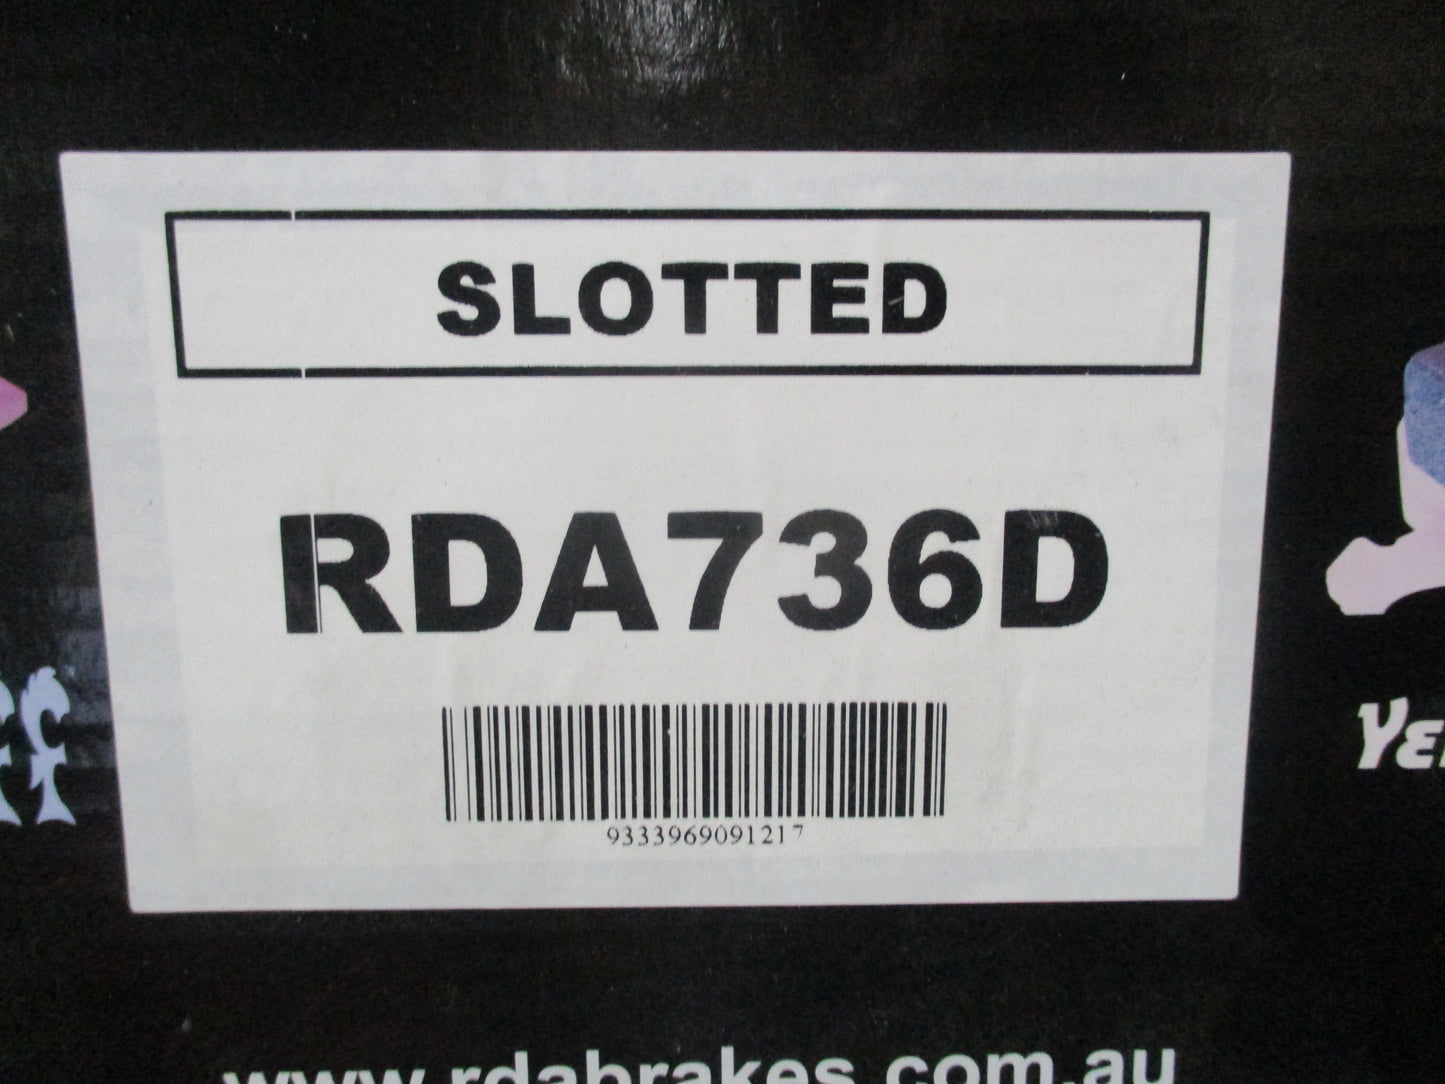 SLOTTED
RDA736D
9333969091217
www.rdabrakes.com.au